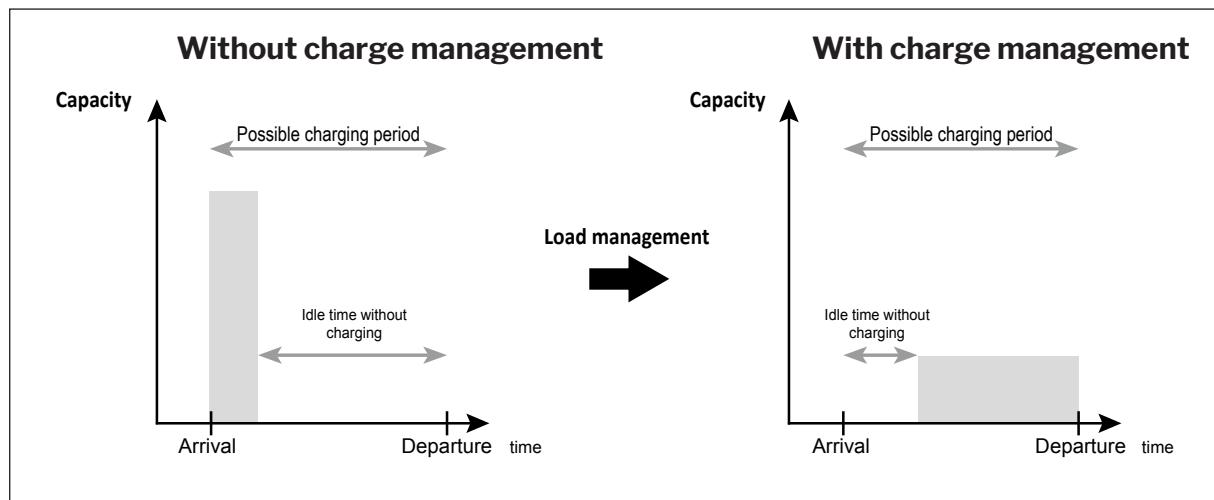 Without charge management
Capacity
Possible charging period
Idle time without
charging
Arrival
Departure
time
Load management
With charge management
Capacity
Possible charging period
Idle time without
charging
Arrival
Departure
time